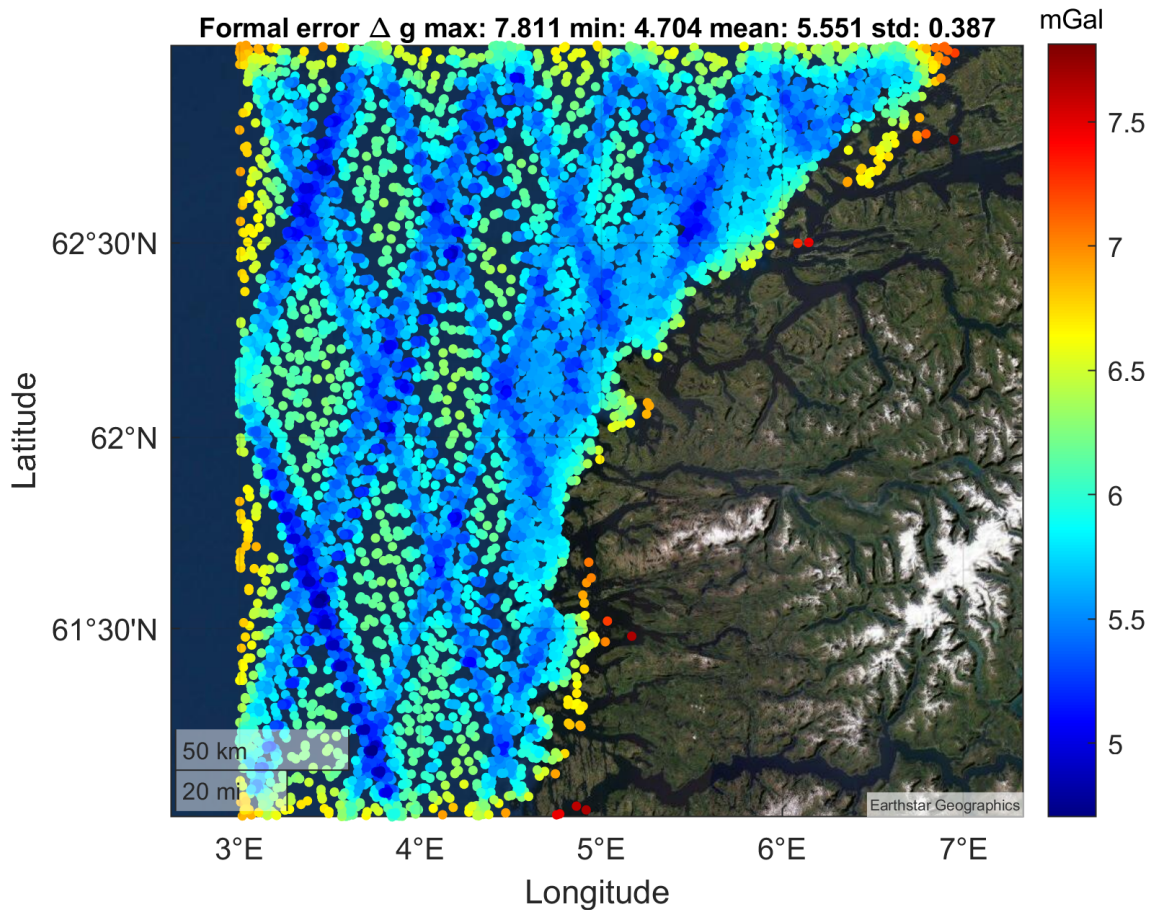 Formal error Δ g max: 7.811 min: 4.704 mean: 5.551 std: 0.387
mGal
7.5
7
6.5
6
5.5
5
62°30'N
62°N
61°30'N
Latitude
50 km
20 mi
Earthstar Geographics
3°E 4°E 5°E 6°E 7°E
Longitude